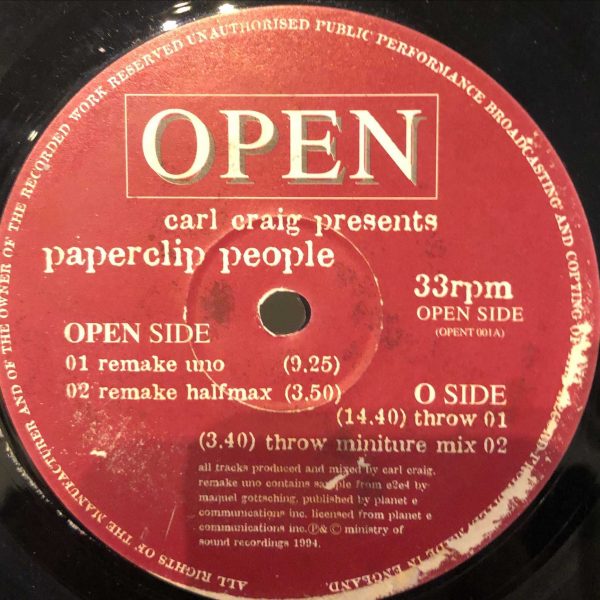 ALL RIGHTS OF THE MANUFACTURER AND OF THE OWNER OF THE RECORDED WORK RESERVED UNAUTHORISED PUBLIC PERFORMANCE BROADCASTING AND COPYING OF MADE IN ENGLAND.
OPEN
carl craig presents
paperclip people
33rpm
OPEN SIDE
(OPENT 001A)
OPEN SIDE
01 remake uno (9.25)
02 remake halfmax (3.50)
O SIDE
(14.40) throw 01
(3.40) throw miniture mix 02
all tracks produced and mixed by carl craig.
remake uno contains sample from e2e4 by
manuel gottsching, published by planet e
communications inc. licensed from planet e
communications inc. ℗& © ministry of
sound recordings 1994.